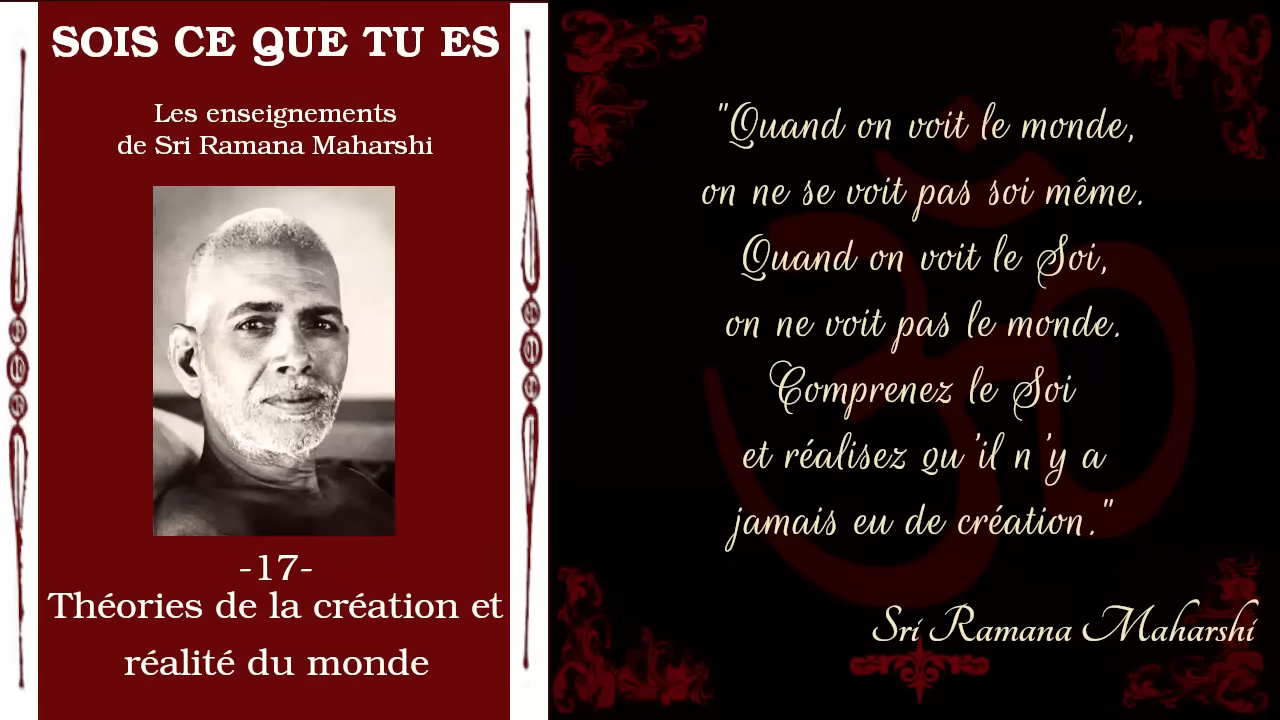 SOIS CE QUE TU ES
Les enseignements
de Sri Ramana Maharshi
-17-
Théories de la création et
réalité du monde
"Quand on voit le monde,
on ne se voit pas soi même.
Quand on voit le Soi,
on ne voit pas le monde.
Comprenez le Soi
et réalisez qu'il n'y a
jamais eu de création."
Sri Ramana Maharshi